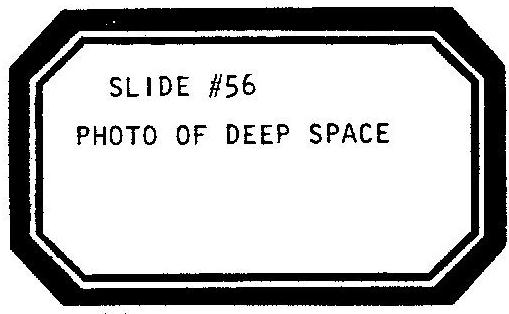 SLIDE #56
PHOTO OF DEEP SPACE